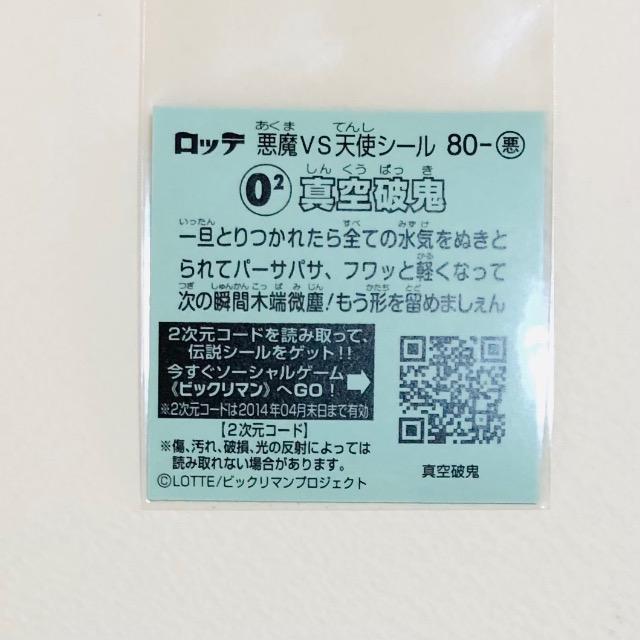 ロッテ 悪魔VS天使シール 80-悪
あくま てんし
0² 真空破鬼
しん くう ばっ き
一旦とりつかれたら全ての水気をぬきと
いったん すべ みずけ
られてパーサパサ、フワッと軽くなって
かる
次の瞬間木端微塵!もう形を留めましぇん
つぎ しゅんかん こっ ぱ み じん かたち とど
2次元コードを読み取って、
伝説シールをゲット!!
今すぐソーシャルゲーム
《ビックリマン》へGO!
※2次元コードは2014年04月末日まで有効
【2次元コード】
※傷、汚れ、破損、光の反射によっては
読み取れない場合があります。
©LOTTE/ビックリマンプロジェクト
真空破鬼